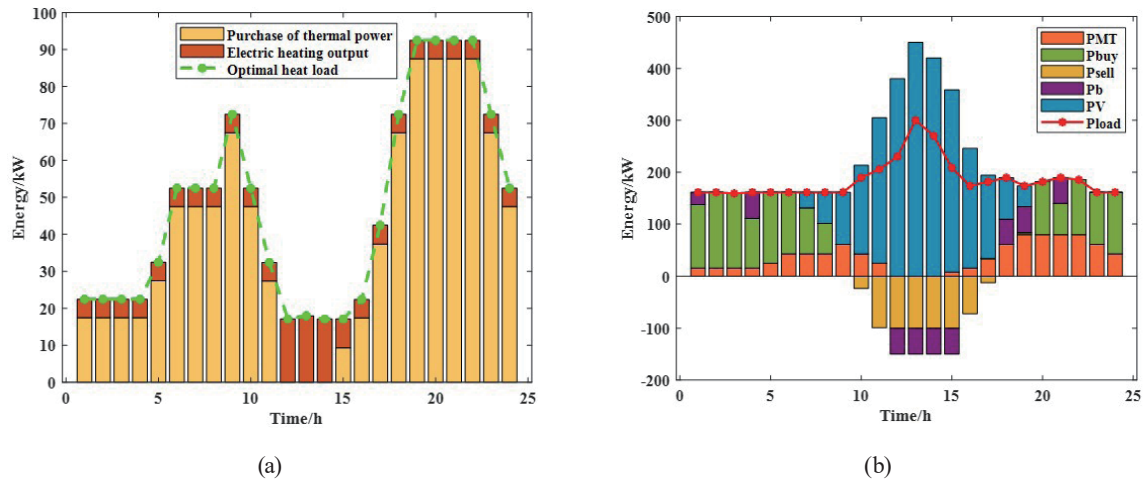 100
90
80
70
60
50
40
30
20
10
0
Energy/kW
Purchase of thermal power
Electric heating output
Optimal heat load
0 5 10 15 20 25
Time/h
(a)
500
400
300
200
100
0
-100
-200
Energy/kW
PMT
Pbuy
Psell
Pb
PV
Pload
0 5 10 15 20 25
Time/h
(b)